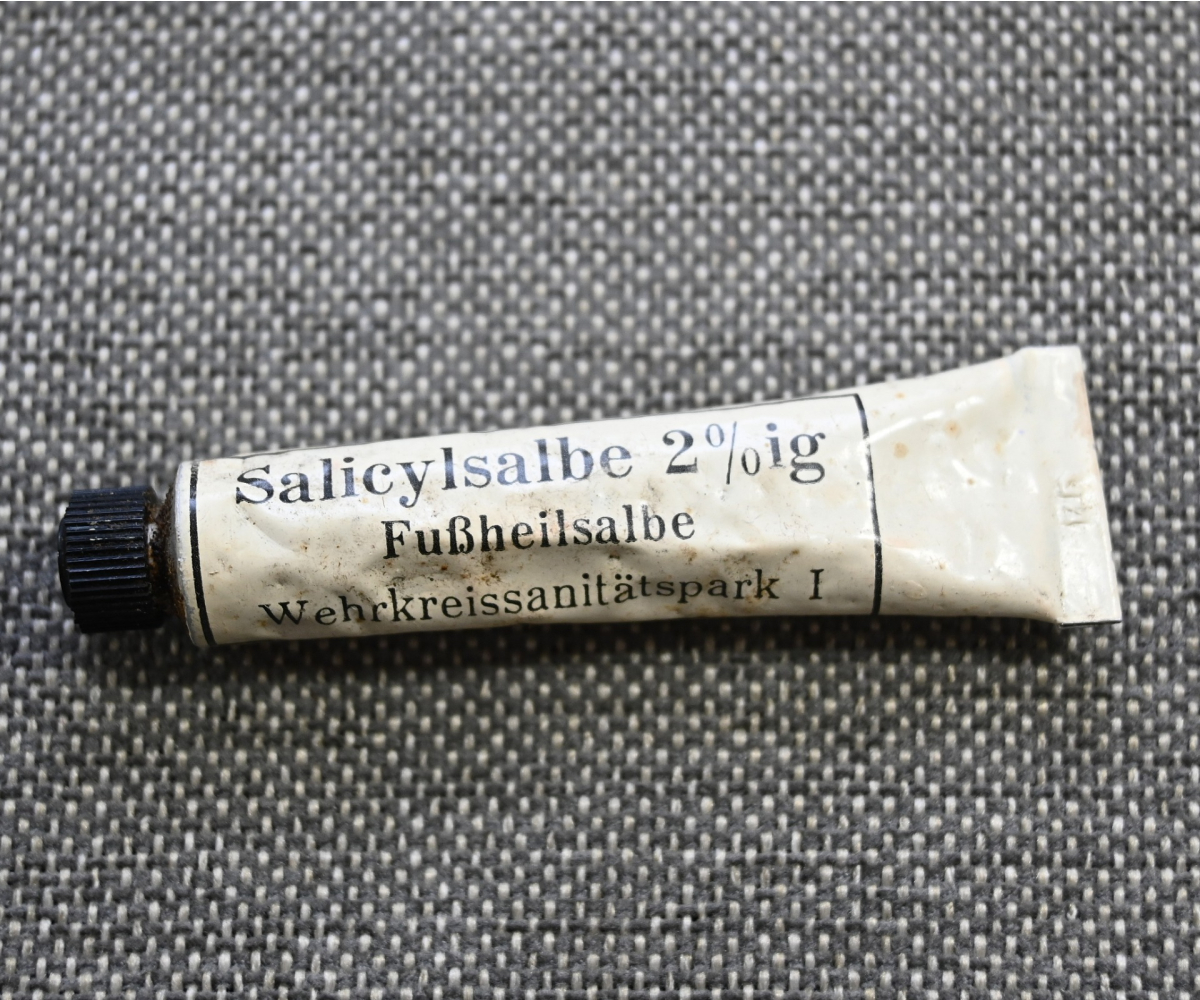 Salicylsalbe 2%ig
Fußheilsalbe
Wehrkreissanitätspark I